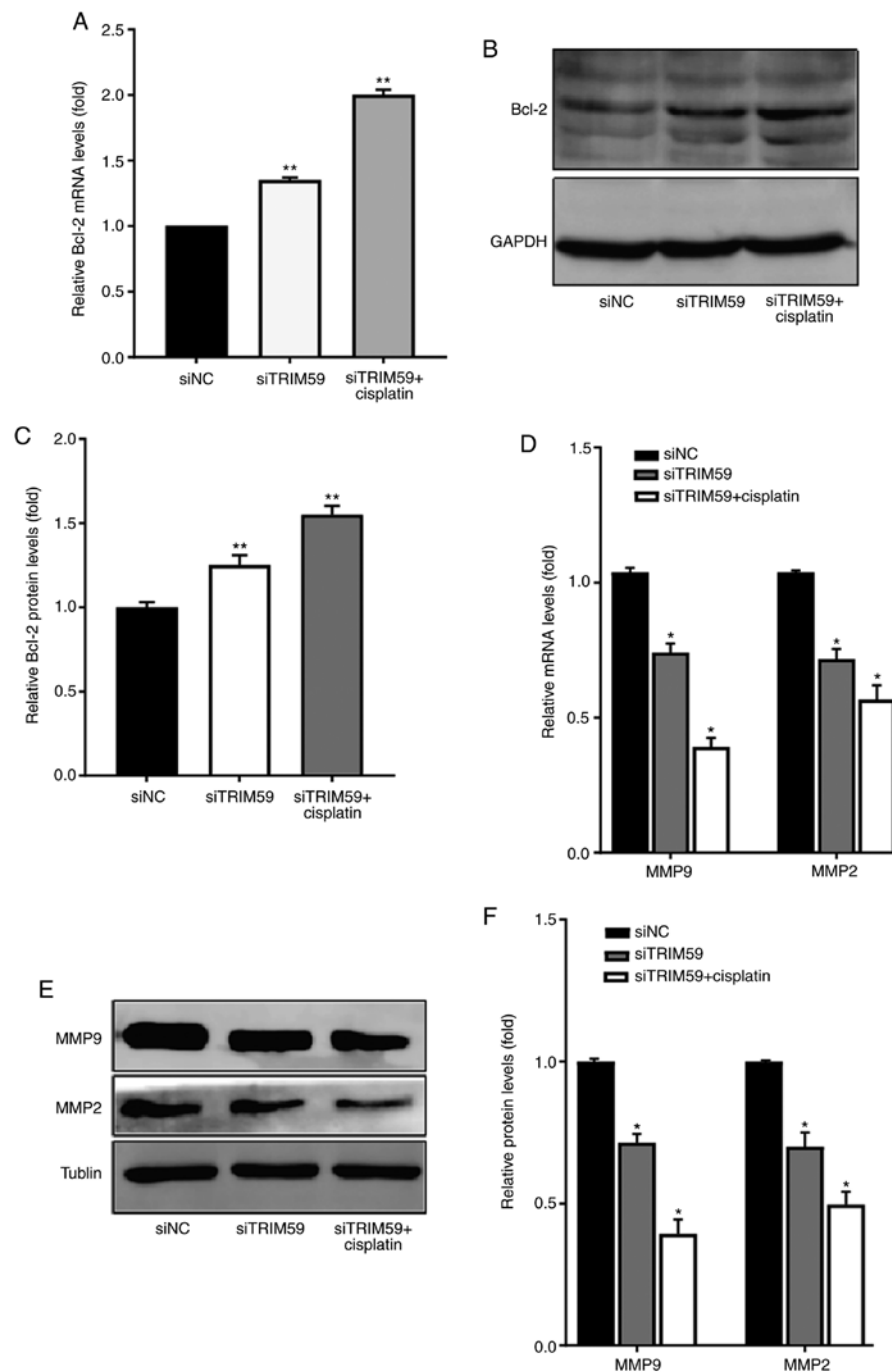 A
Relative Bcl-2 mRNA levels (fold)
2.5
2.0
1.5
1.0
0.5
0.0
**
**
siNC
siTRIM59
siTRIM59+
cisplatin
B
Bcl-2
GAPDH
siNC
siTRIM59
siTRIM59+
cisplatin
C
Relative Bcl-2 protein levels (fold)
2.0
1.5
1.0
0.5
0.0
**
**
siNC
siTRIM59
siTRIM59+
cisplatin
D
Relative mRNA levels (fold)
1.5
1.0
0.5
0.0
siNC
siTRIM59
siTRIM59+cisplatin
*
*
*
*
MMP9
MMP2
E
MMP9
MMP2
Tublin
siNC
siTRIM59
siTRIM59+
cisplatin
F
Relative protein levels (fold)
1.5
1.0
0.5
0.0
siNC
siTRIM59
siTRIM59+cisplatin
*
*
*
*
MMP9
MMP2